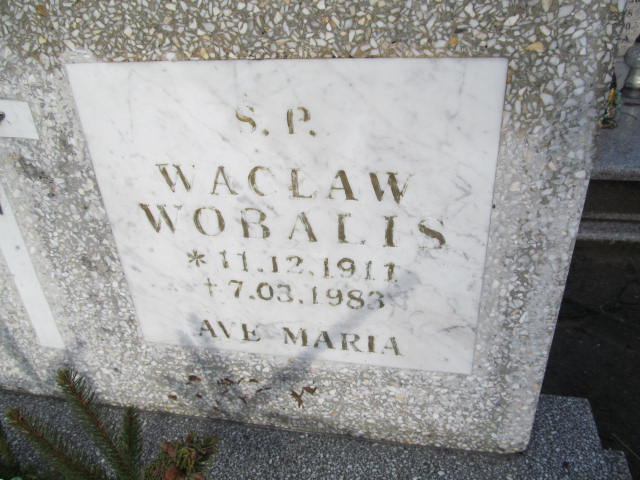 S.P.
WACŁAW
WOBALIS
* 11.12.1911
† 7.03.1983
AVE MARIA